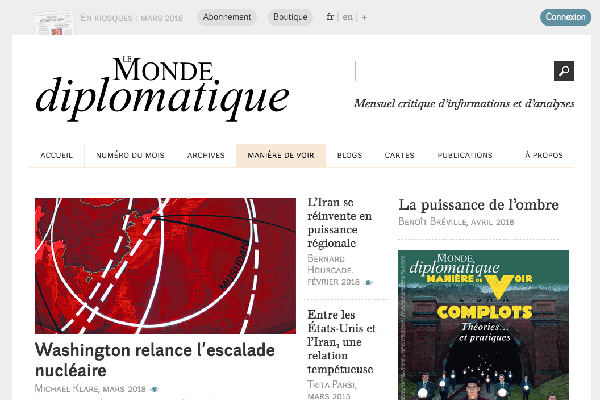 En kiosques : mars 2018
Abonnement
Boutique
fr | en | +
Connexion
LE MONDE
diplomatique
Mensuel critique d'informations et d'analyses
ACCUEIL
NUMÉRO DU MOIS
ARCHIVES
MANIÈRE DE VOIR
BLOGS
CARTES
PUBLICATIONS
À PROPOS
MUSUDAN
Washington relance l'escalade
nucléaire
Michael Klare, mars 2018
L'Iran se
réinvente en
puissance
régionale
Bernard
Hourcade,
février 2018
Entre les
États-Unis et
l'Iran, une
relation
tempétueuse
Trita Parsi,
mars 2015
La puissance de l'ombre
Benoît Bréville, avril 2018
LE MONDE
diplomatique
MANIÈRE DE VOIR
COMPLOTS
Théories...
et pratiques